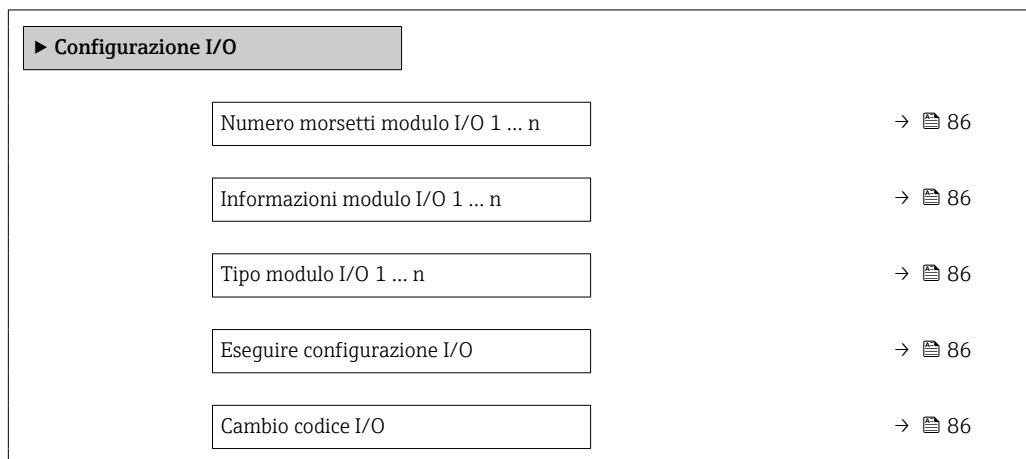 ▶ Configurazione I/O
Numero morsetti modulo I/O 1 … n → 86
Informazioni modulo I/O 1 … n → 86
Tipo modulo I/O 1 … n → 86
Eseguire configurazione I/O → 86
Cambio codice I/O → 86